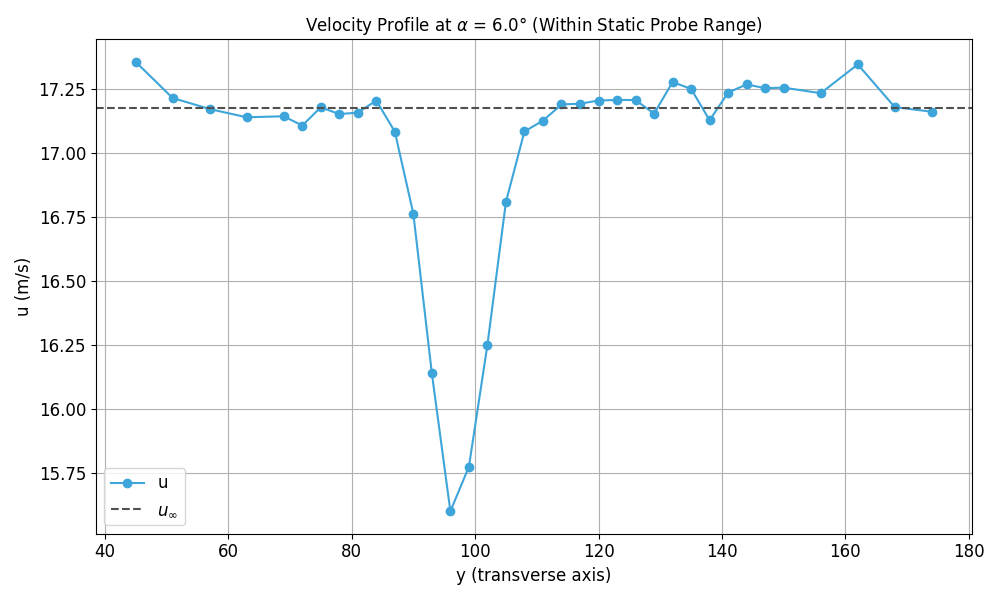 Velocity Profile at α = 6.0° (Within Static Probe Range)
u (m/s)
17.25
17.00
16.75
16.50
16.25
16.00
15.75
u
u∞
40 60 80 100 120 140 160 180
y (transverse axis)